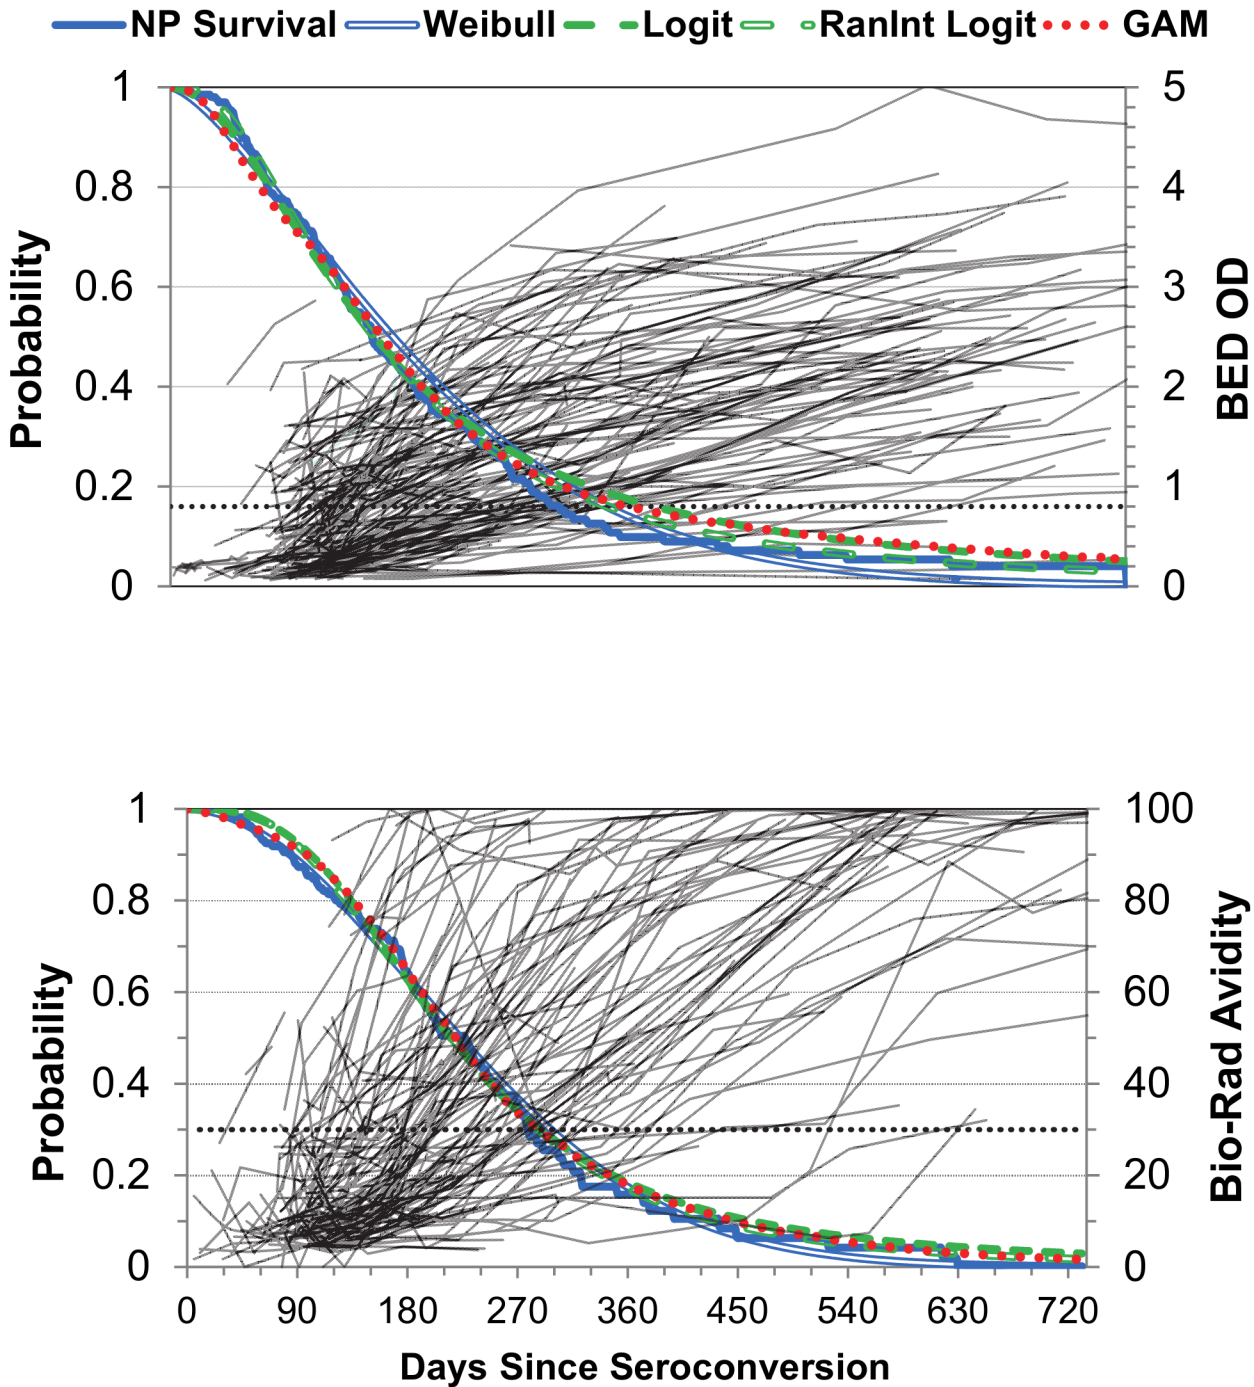 NP Survival Weibull Logit RanInt Logit GAM
1 5
0.8 4
0.6 3
0.4 2
0.2 1
0 0
Probability
BED OD
1 100
0.8 80
0.6 60
0.4 40
0.2 20
0 0
Probability
Bio-Rad Avidity
0 90 180 270 360 450 540 630 720
Days Since Seroconversion